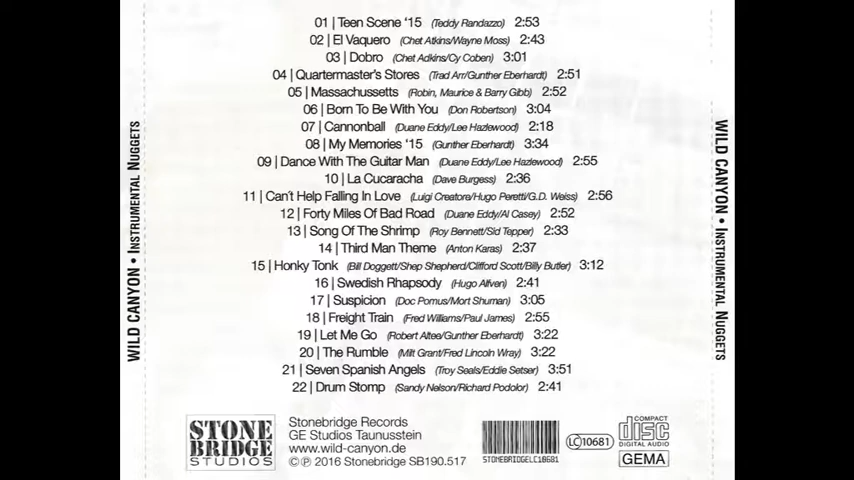 01 | Teen Scene '15 (Teddy Randazzo) 2:53
02 | El Vaquero (Chet Atkins/Wayne Moss) 2:43
03 | Dobro (Chet Adkins/Cy Coben) 3:01
04 | Quartermaster's Stores (Trad Arr/Gunther Eberhardt) 2:51
05 | Massachussetts (Robin, Maurice & Barry Gibb) 2:52
06 | Born To Be With You (Don Robertson) 3:04
07 | Cannonball (Duane Eddy/Lee Hazlewood) 2:18
08 | My Memories '15 (Gunther Eberhardt) 3:34
09 | Dance With The Guitar Man (Duane Eddy/Lee Hazlewood) 2:55
10 | La Cucaracha (Dave Burgess) 2:36
11 | Can't Help Falling In Love (Luigi Creatore/Hugo Peretti/G.D. Weiss) 2:56
12 | Forty Miles Of Bad Road (Duane Eddy/Al Casey) 2:52
13 | Song Of The Shrimp (Roy Bennett/Sid Tepper) 2:33
14 | Third Man Theme (Anton Karas) 2:37
15 | Honky Tonk (Bill Doggett/Shep Shepherd/Clifford Scott/Billy Butler) 3:12
16 | Swedish Rhapsody (Hugo Alfven) 2:41
17 | Suspicion (Doc Pomus/Mort Shuman) 3:05
18 | Freight Train (Fred Williams/Paul James) 2:55
19 | Let Me Go (Robert Altee/Gunther Eberhardt) 3:22
20 | The Rumble (Milt Grant/Fred Lincoln Wray) 3:22
21 | Seven Spanish Angels (Troy Seals/Eddie Setser) 3:51
22 | Drum Stomp (Sandy Nelson/Richard Podolor) 2:41
WILD CANYON • INSTRUMENTAL NUGGETS
WILD CANYON • INSTRUMENTAL NUGGETS
STONE
BRIDGE
STUDIOS
Stonebridge Records
GE Studios Taunusstein
www.wild-canyon.de
©℗ 2016 Stonebridge SB190.517
STONEBRIDGELC10681
LC 10681
COMPACT
disc
DIGITAL AUDIO
GEMA